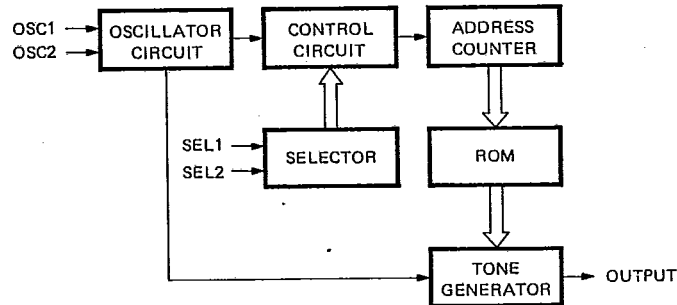 OSC1
OSC2
OSCILLATOR
CIRCUIT
CONTROL
CIRCUIT
ADDRESS
COUNTER
SEL1
SEL2
SELECTOR
ROM
TONE
GENERATOR
OUTPUT